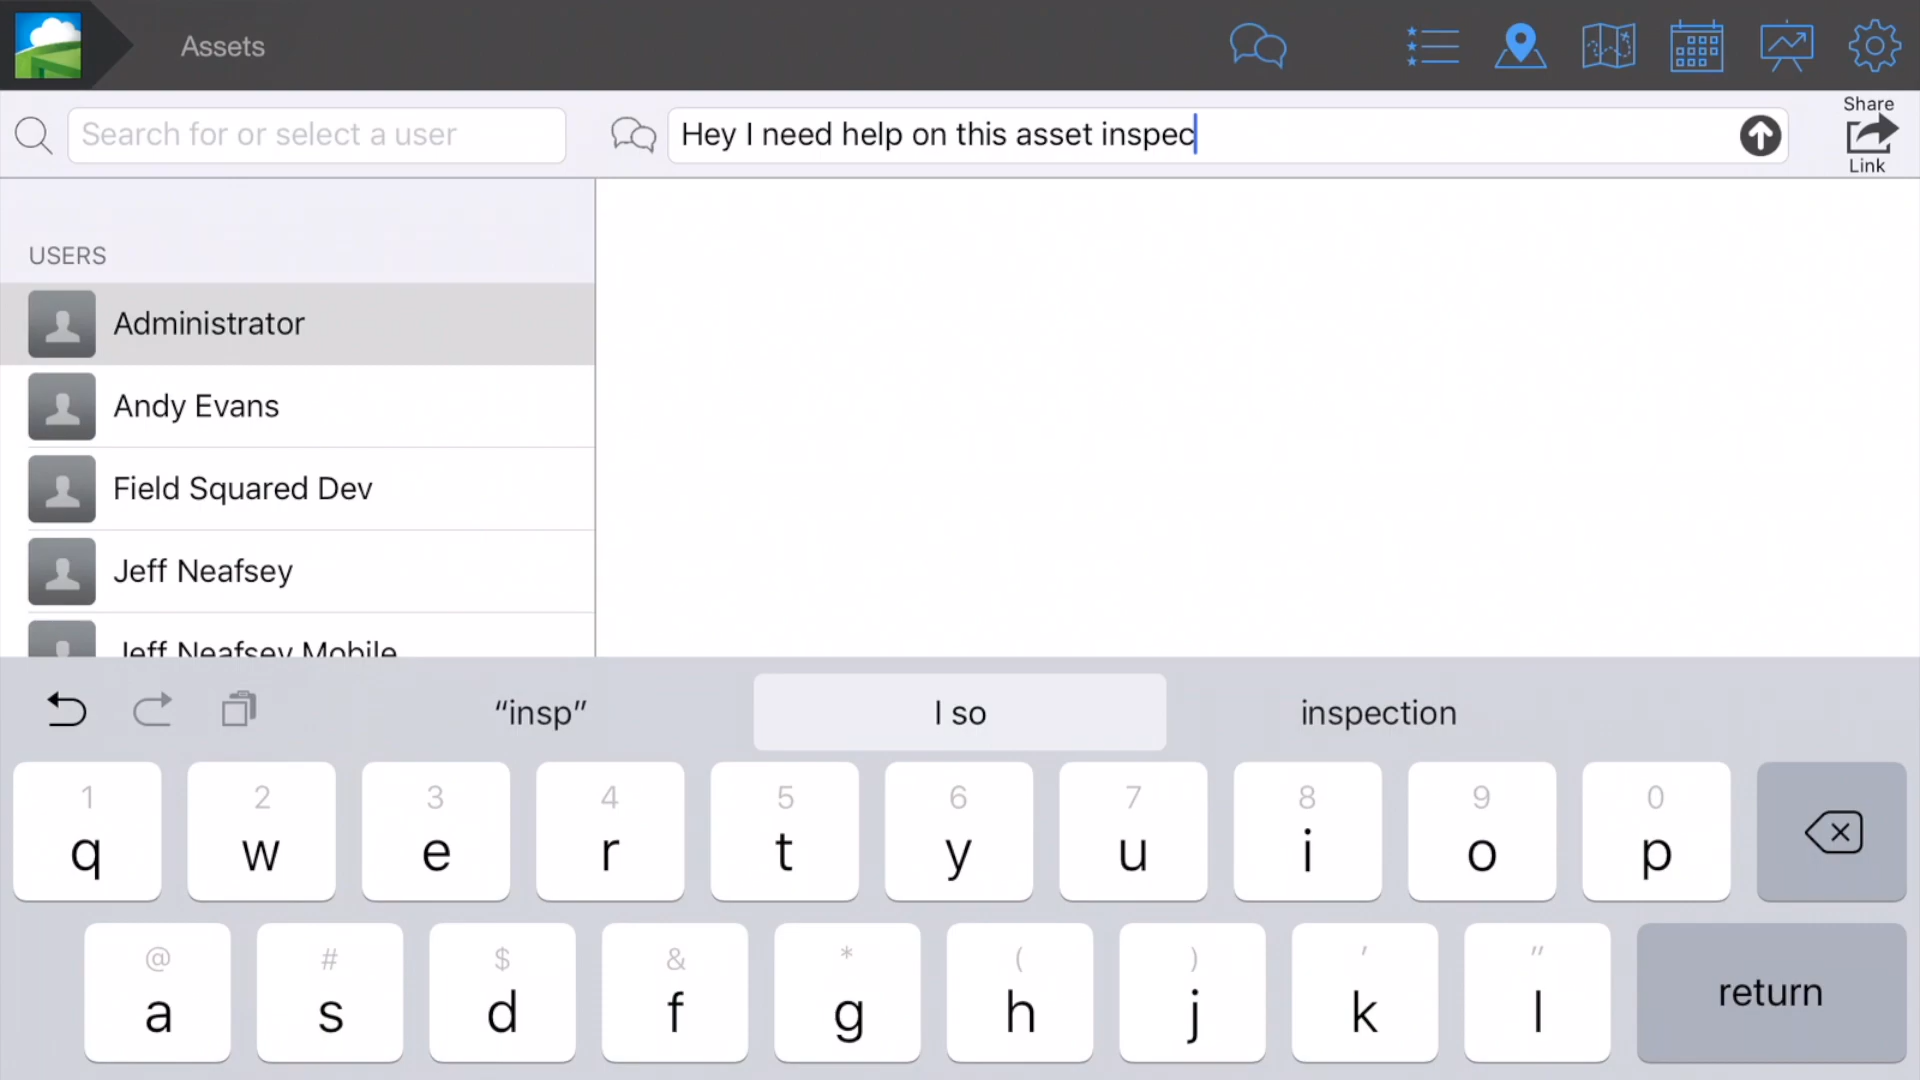 Assets
Search for or select a user
Hey I need help on this asset inspec
Share
Link
USERS
Administrator
Andy Evans
Field Squared Dev
Jeff Neafsey
Jeff Neafsey Mobile
“insp” I so inspection
1 2 3 4 5 6 7 8 9 0
q w e r t y u i o p
@ # $ & * ( ) ' "
a s d f g h j k l return